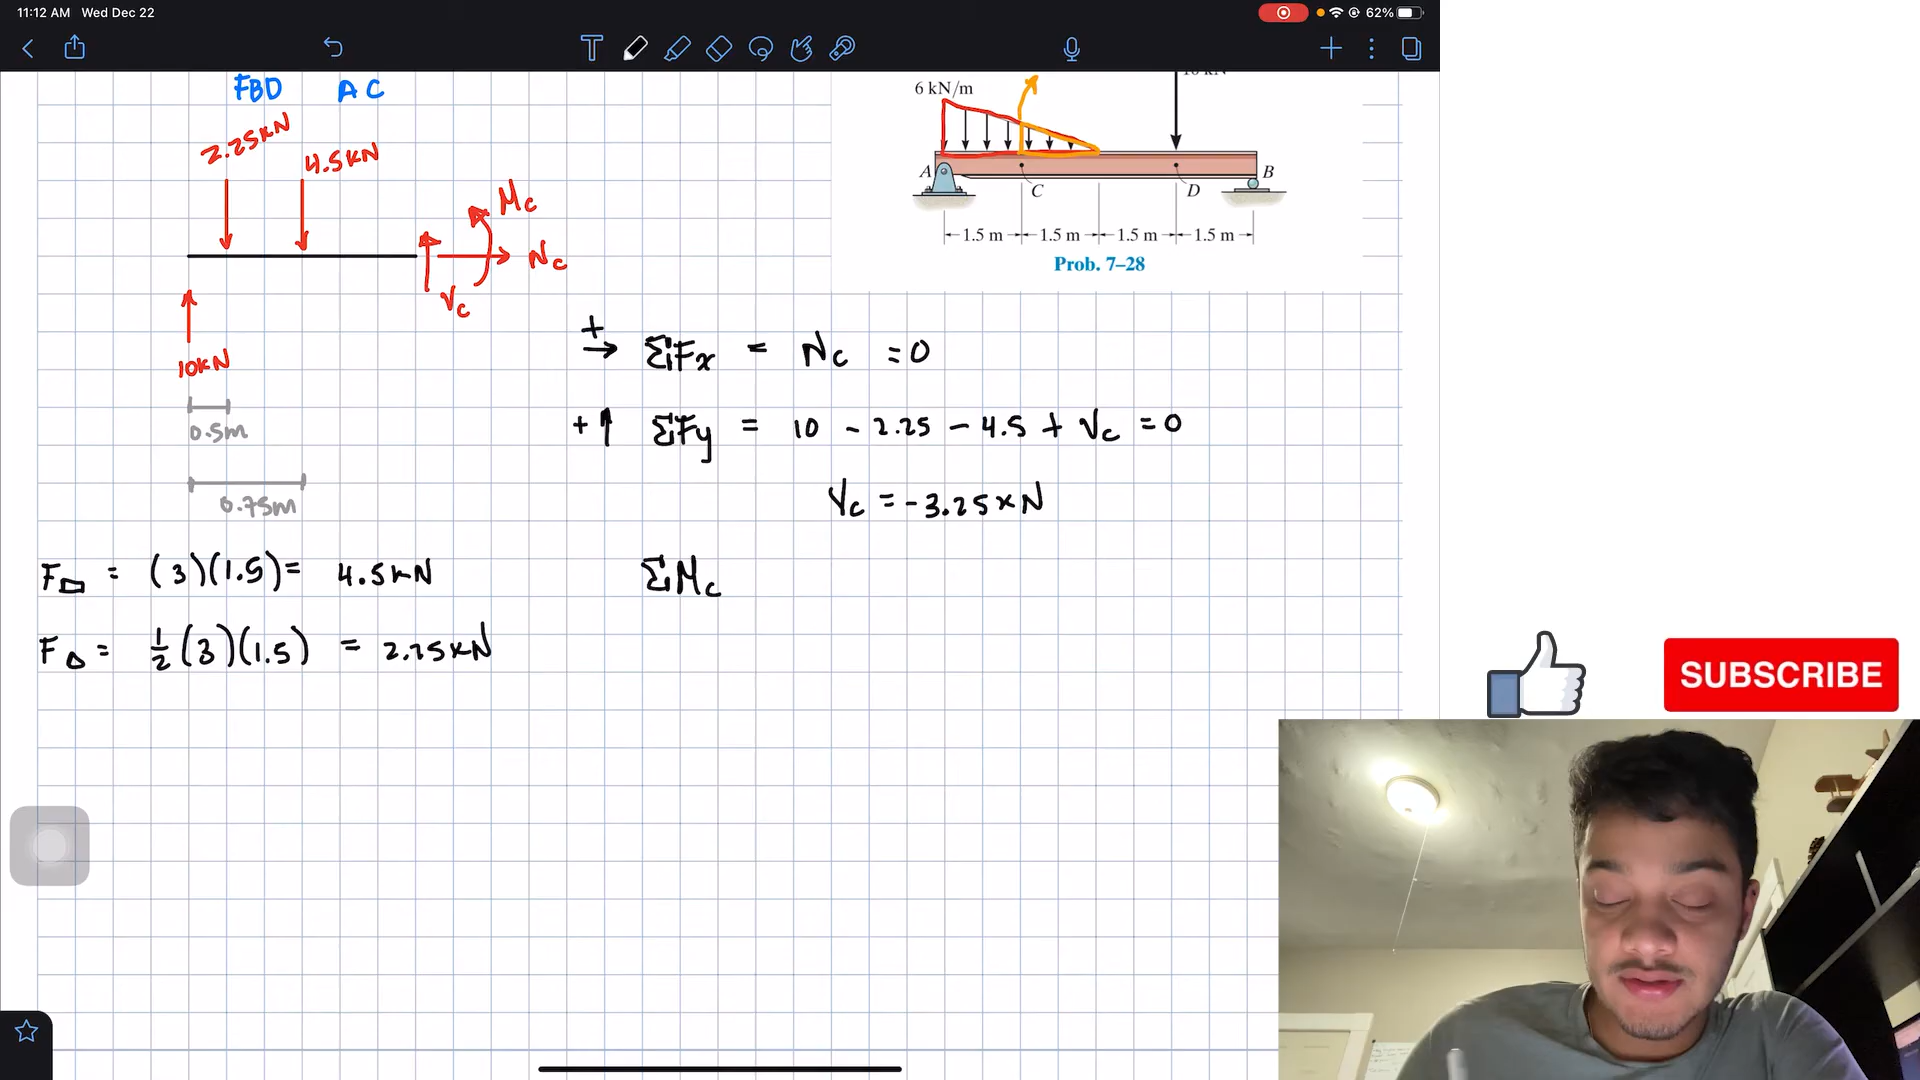 11:12 AM Wed Dec 22
62%
FBD AC
2.25kN
4.5kN
Mc
Nc
Vc
10kN
0.5m
0.75m
F▱ = (3)(1.5) = 4.5kN
F△ = 1/2 (3)(1.5) = 2.25kN
6 kN/m
A
C
D
B
1.5 m 1.5 m 1.5 m 1.5 m
Prob. 7–28
+→ ΣFx = Nc = 0
+↑ ΣFy = 10 - 2.25 - 4.5 + Vc = 0
Vc = -3.25kN
ΣMc
SUBSCRIBE